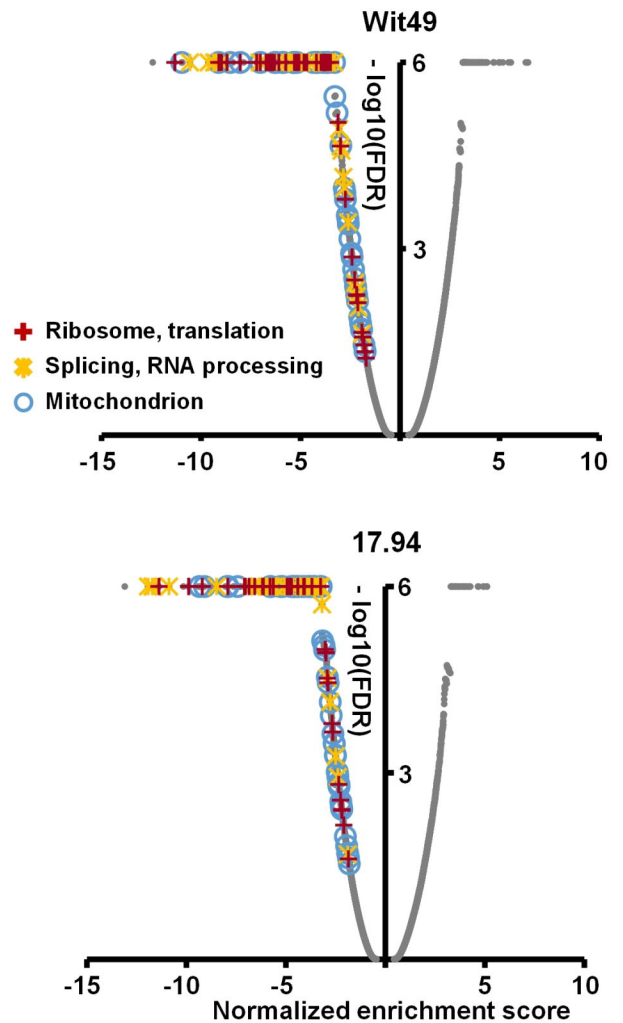 Wit49
6
- log10(FDR)
3
Ribosome, translation
Splicing, RNA processing
Mitochondrion
-15 -10 -5 5 10
17.94
6
- log10(FDR)
3
-15 -10 -5 5 10
Normalized enrichment score